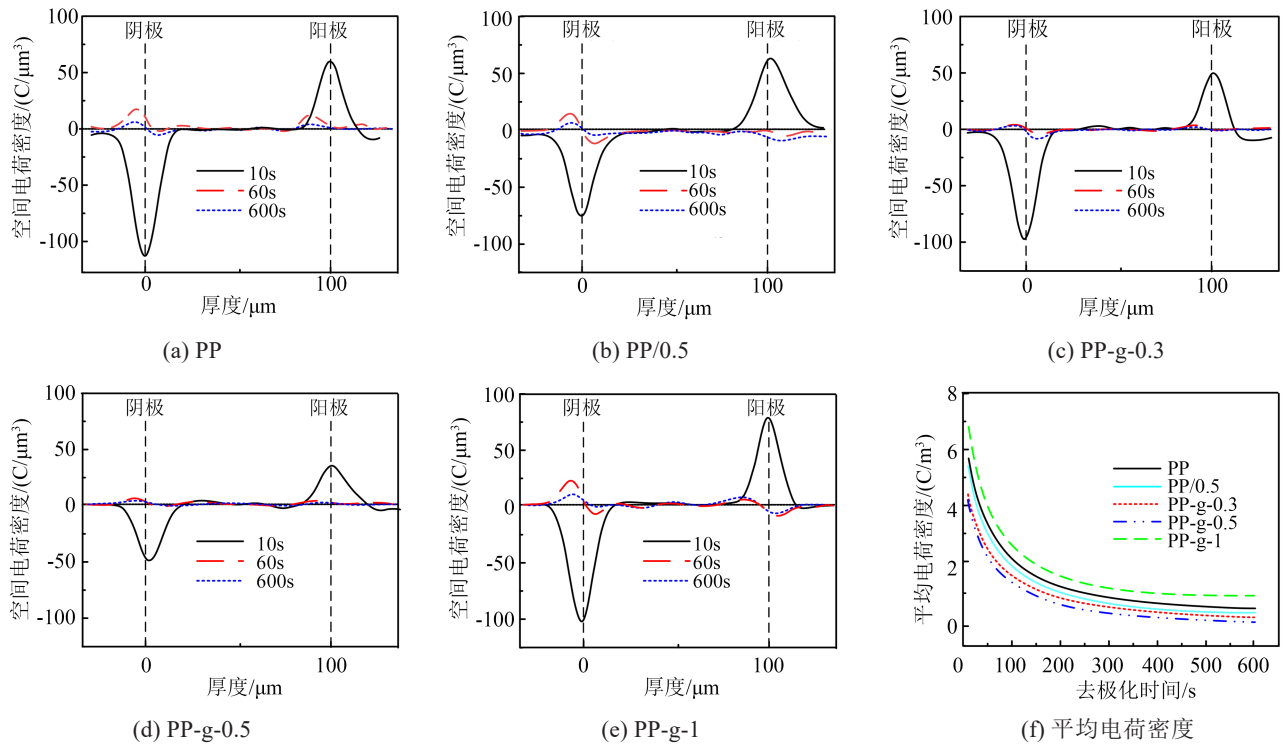 100
50
0
-50
-100
空间电荷密度/(C/μm³)
阴极
阳极
10s
60s
600s
0
100
厚度/μm
(a) PP
100
50
0
-50
-100
空间电荷密度/(C/μm³)
阴极
阳极
10s
60s
600s
0
100
厚度/μm
(b) PP/0.5
100
50
0
-50
-100
空间电荷密度/(C/μm³)
阴极
阳极
10s
60s
600s
0
100
厚度/μm
(c) PP-g-0.3
100
50
0
-50
-100
空间电荷密度/(C/μm³)
阴极
阳极
10s
60s
600s
0
100
厚度/μm
(d) PP-g-0.5
100
50
0
-50
-100
空间电荷密度/(C/μm³)
阴极
阳极
10s
60s
600s
0
100
厚度/μm
(e) PP-g-1
8
6
4
2
0
平均电荷密度/(C/m³)
PP
PP/0.5
PP-g-0.3
PP-g-0.5
PP-g-1
0 100 200 300 400 500 600
去极化时间/s
(f) 平均电荷密度